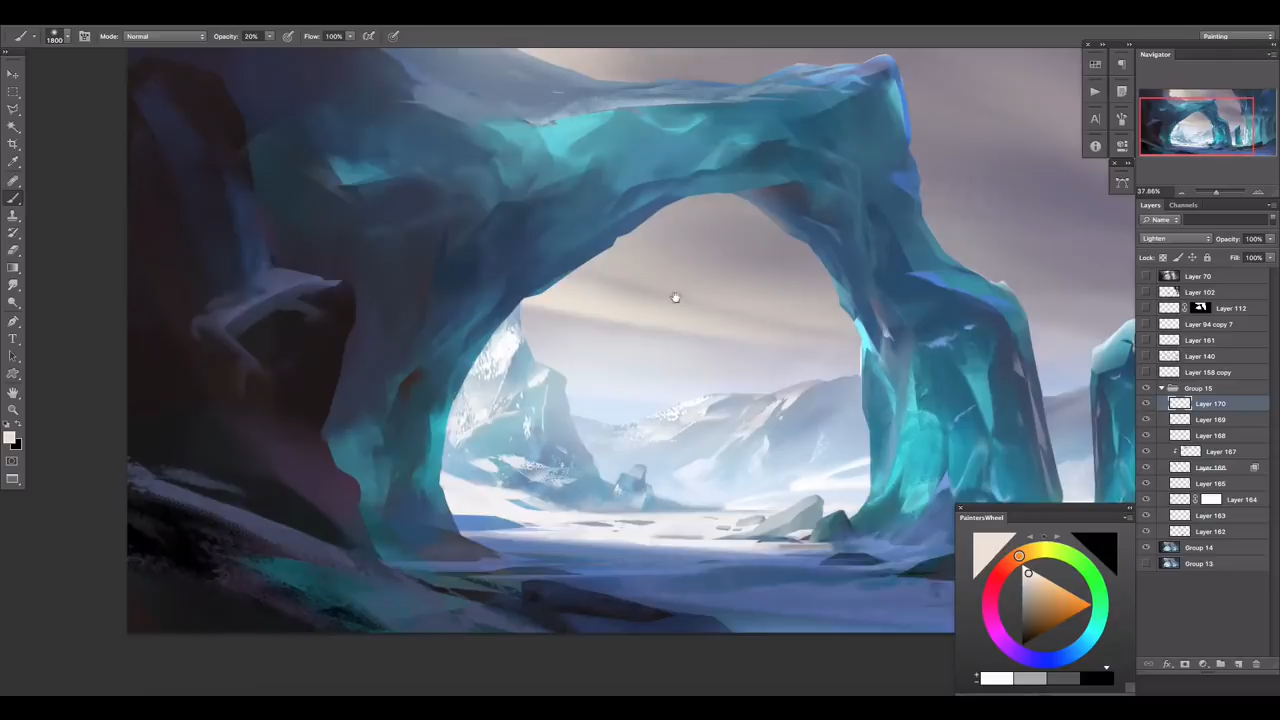 1800 Mode: Normal Opacity: 20% Flow: 100% Painting
Navigator
37.86%
Layers Channels
Name
Lighten Opacity: 100%
Lock: Fill: 100%
Layer 70
Layer 102
Layer 112
Layer 94 copy 7
Layer 161
Layer 140
Layer 158 copy
Group 15
Layer 170
Layer 169
Layer 168
Layer 167
Layer 166
Layer 165
Layer 164
Layer 163
Layer 162
Group 14
Group 13
PaintersWheel